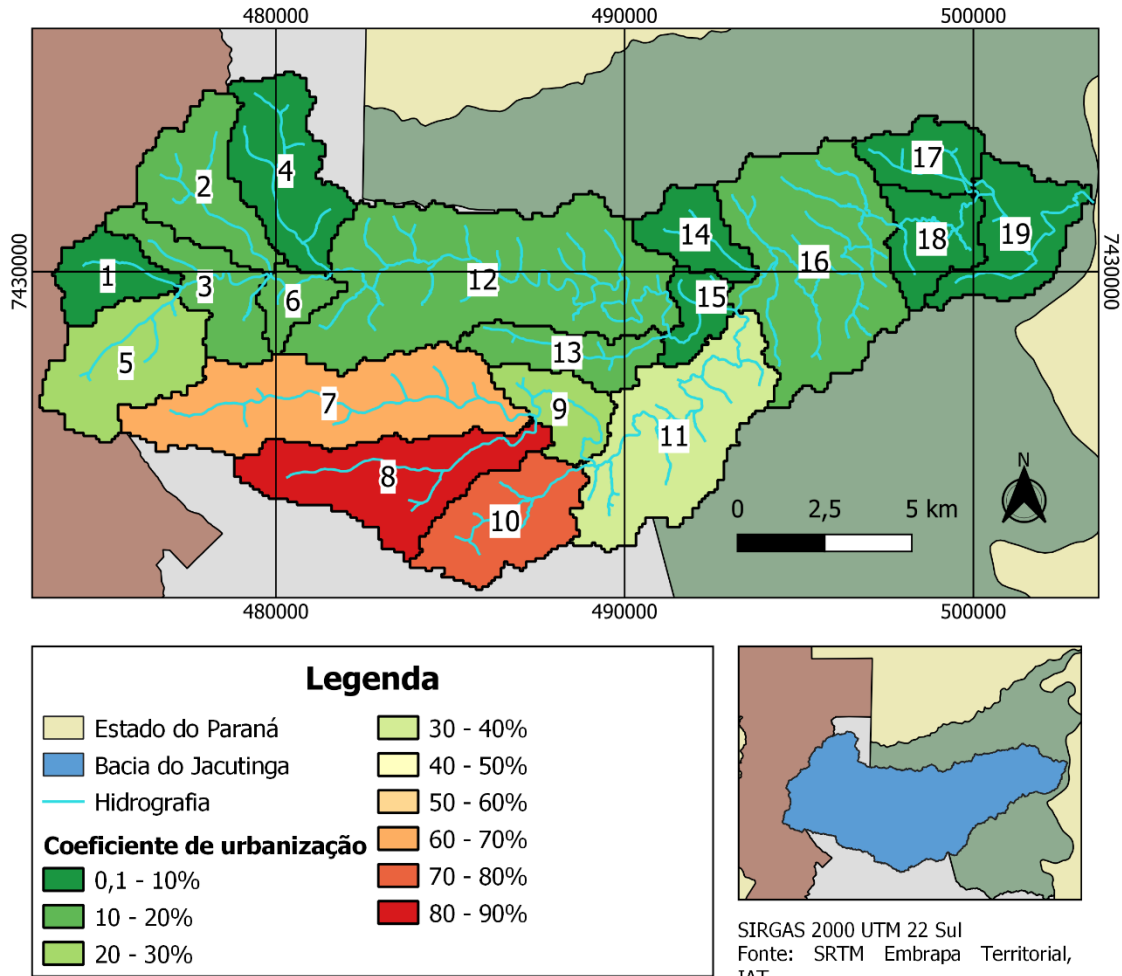 480000 490000 500000
4 17
2
14 18 19
1 3 6 12 16
15
7430000 7430000
5 13
7 9
11
8
10
N
0 2,5 5 km
480000 490000 500000
Legenda
Estado do Paraná
Bacia do Jacutinga
Hidrografia
Coeficiente de urbanização
0,1 - 10%
10 - 20%
20 - 30%
30 - 40%
40 - 50%
50 - 60%
60 - 70%
70 - 80%
80 - 90%
SIRGAS 2000 UTM 22 Sul
Fonte: SRTM Embrapa Territorial,